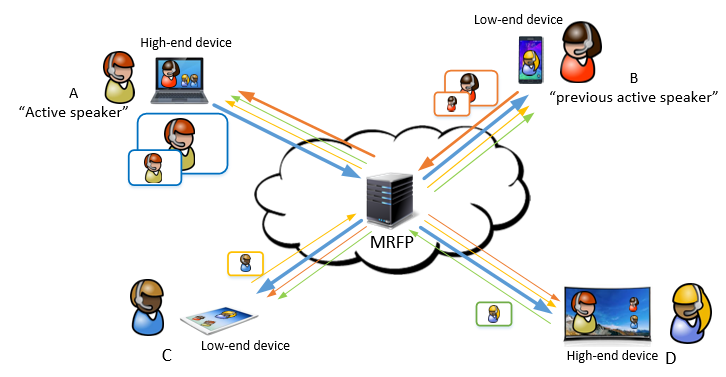 Low-end device
High-end device
A
"Active speaker"
B
"previous active speaker"
MRFP
C
Low-end device
High-end device
D